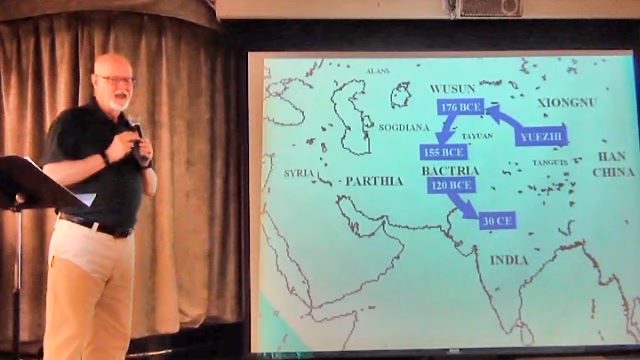 ALANS
WUSUN
176 BCE
XIONGNU
SOGDIANA
TAYUAN
YUEZHI
155 BCE
HAN
CHINA
TANGUTS
BACTRIA
SYRIA
PARTHIA
120 BCE
30 CE
INDIA